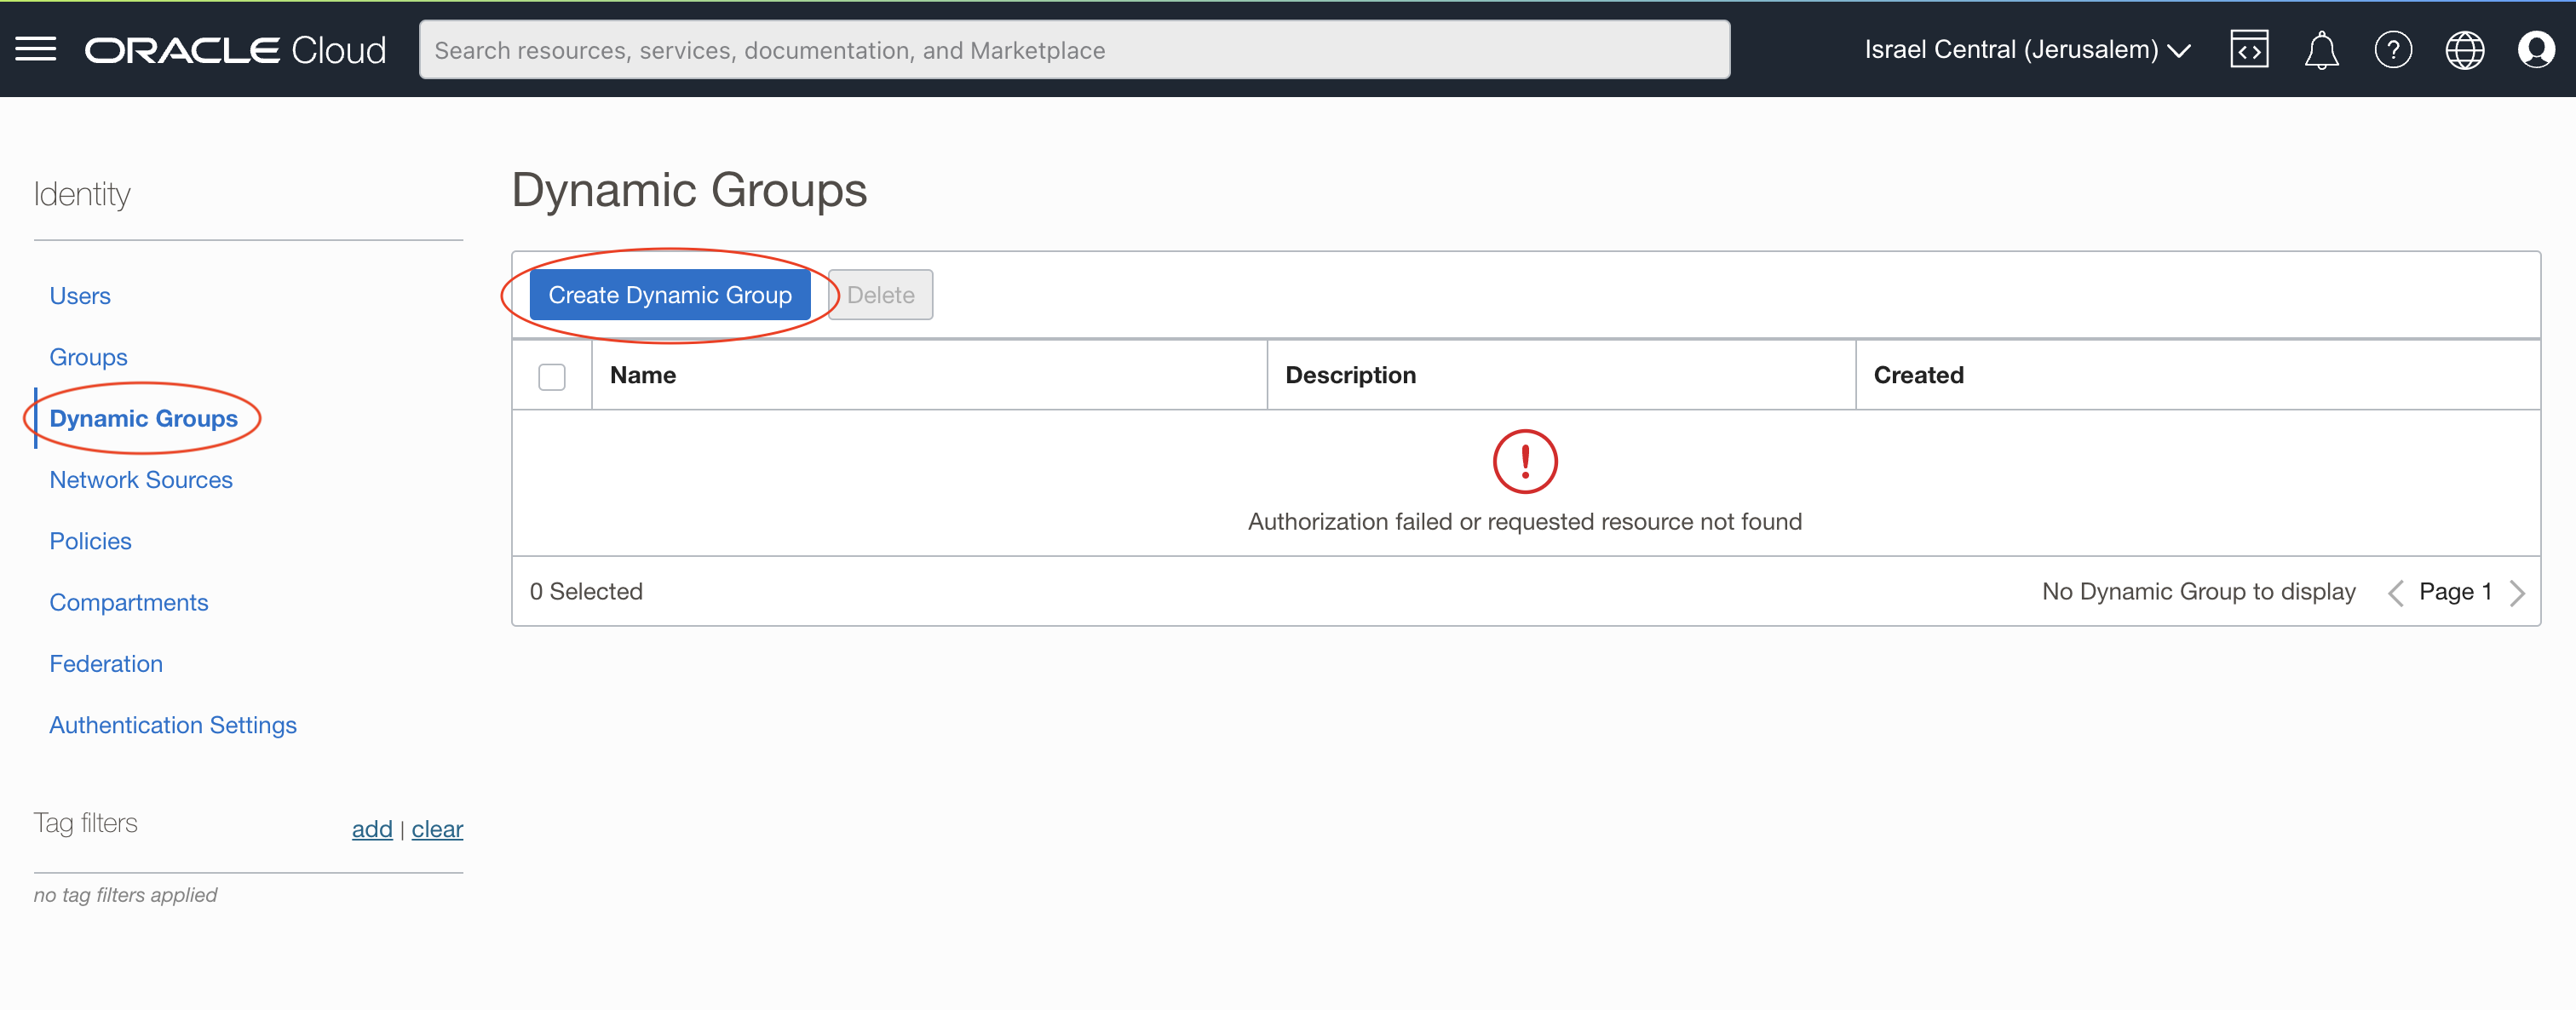 ORACLE Cloud
Search resources, services, documentation, and Marketplace
Israel Central (Jerusalem)
Identity
Users
Groups
Dynamic Groups
Network Sources
Policies
Compartments
Federation
Authentication Settings
Tag filters
add | clear
no tag filters applied
Dynamic Groups
Create Dynamic Group
Delete
Name Description Created
!
Authorization failed or requested resource not found
0 Selected
No Dynamic Group to display
Page 1